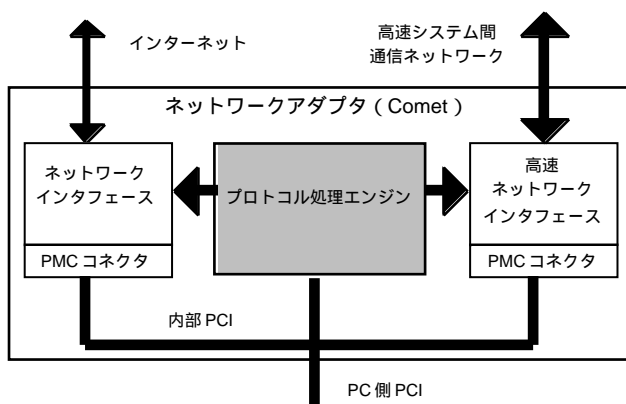 インターネット
高速システム間
通信ネットワーク
ネットワークアダプタ（Comet）
ネットワーク
インタフェース
PMC コネクタ
プロトコル処理エンジン
高速
ネットワーク
インタフェース
PMC コネクタ
内部 PCI
PC 側 PCI